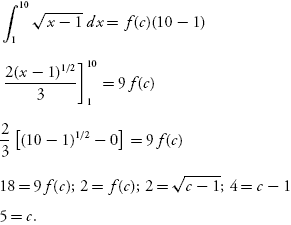 ∫₁¹⁰ √(x − 1) dx = f(c)(10 − 1)
2(x − 1)^{1/2} / 3 ]₁¹⁰ = 9 f(c)
2/3 [(10 − 1)^{1/2} − 0] = 9 f(c)
18 = 9 f(c); 2 = f(c); 2 = √(c − 1); 4 = c − 1
5 = c.